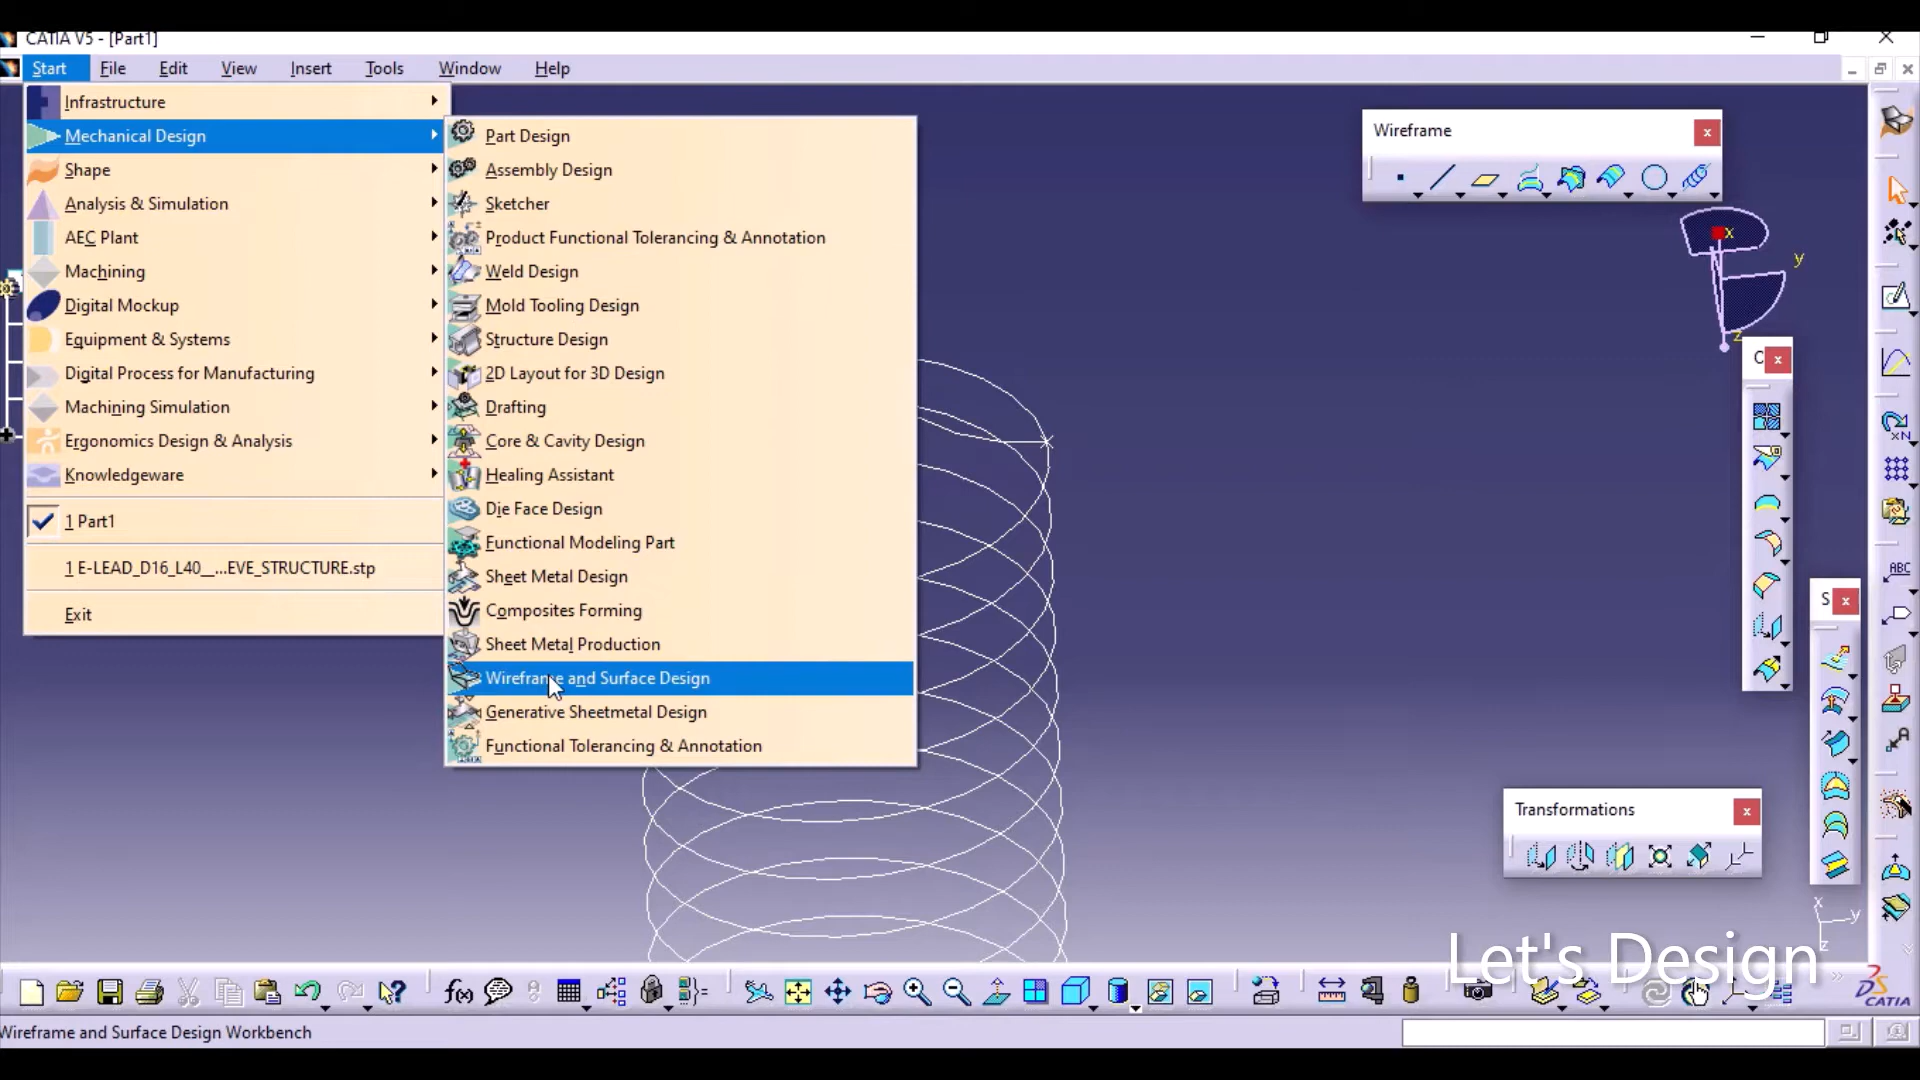 CATIA V5 - [Part1]
Start File Edit View Insert Tools Window Help
Infrastructure
Mechanical Design
Shape
Analysis & Simulation
AEC Plant
Machining
Digital Mockup
Equipment & Systems
Digital Process for Manufacturing
Machining Simulation
Ergonomics Design & Analysis
Knowledgeware
1 Part1
1 E-LEAD_D16_L40__...EVE_STRUCTURE.stp
Exit
Part Design
Assembly Design
Sketcher
Product Functional Tolerancing & Annotation
Weld Design
Mold Tooling Design
Structure Design
2D Layout for 3D Design
Drafting
Core & Cavity Design
Healing Assistant
Die Face Design
Functional Modeling Part
Sheet Metal Design
Composites Forming
Sheet Metal Production
Wireframe and Surface Design
Generative Sheetmetal Design
Functional Tolerancing & Annotation
Wireframe
x
y
z
O
xN
ABC
S
Transformations
x
y
z
Let's Design
f(x)
CATIA
Wireframe and Surface Design Workbench